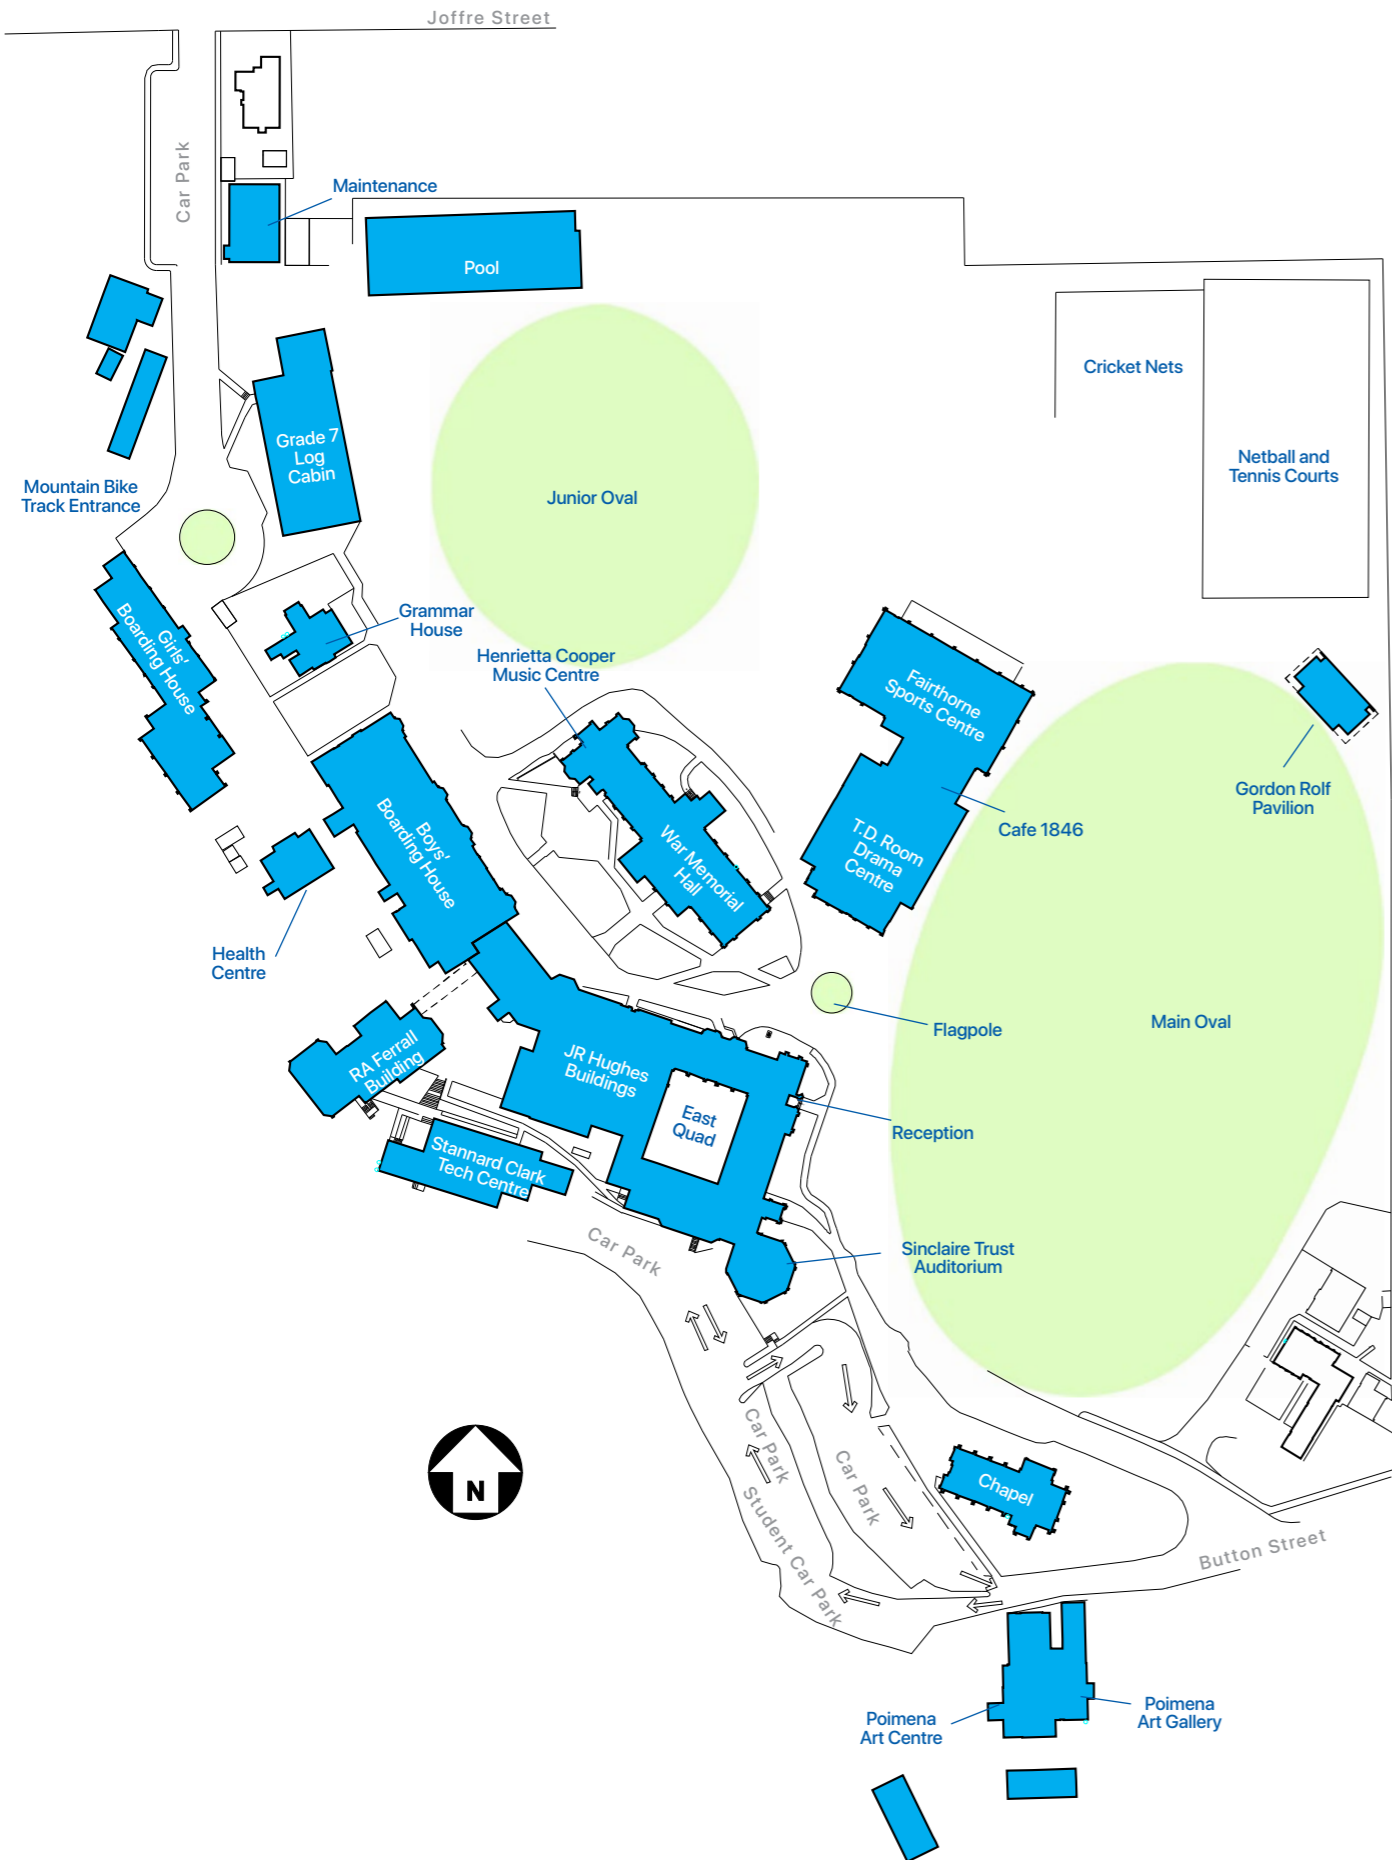 Joffre Street
Car Park
Maintenance
Pool
Cricket Nets
Netball and
Tennis Courts
Grade 7
Log
Cabin
Mountain Bike
Track Entrance
Junior Oval
Girls’
Boarding House
Grammar
House
Henrietta Cooper
Music Centre
Fairthorne
Sports Centre
Gordon Rolf
Pavilion
Cafe 1846
T.D. Room
Drama
Centre
Boys’
Boarding House
War Memorial
Hall
Health
Centre
Flagpole
Main Oval
RA Ferrall
Building
JR Hughes
Buildings
East
Quad
Reception
Stannard Clark
Tech Centre
Car Park
Sinclaire Trust
Auditorium
Car Park
Car Park
Student Car Park
N
Chapel
Button Street
Poimena
Art Centre
Poimena
Art Gallery